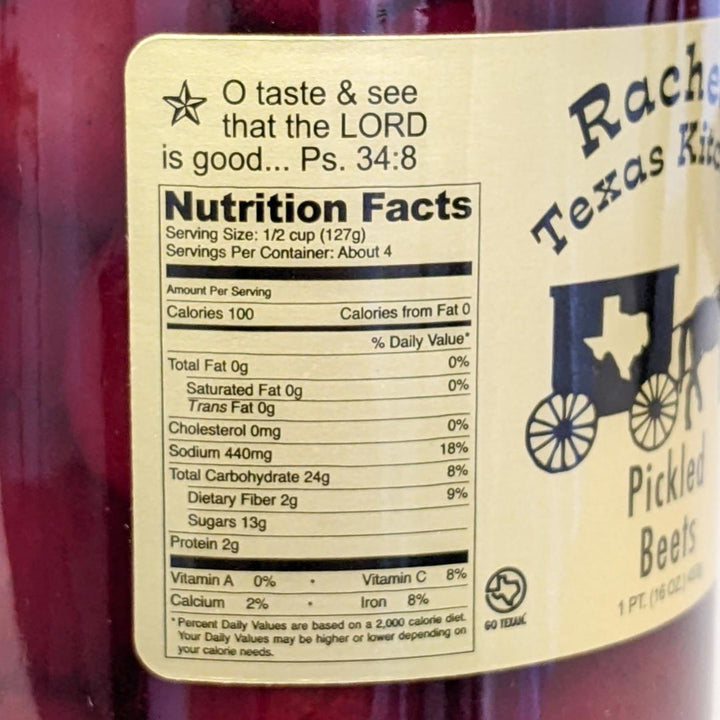 O taste & see
that the LORD
is good... Ps. 34:8
Nutrition Facts
Serving Size: 1/2 cup (127g)
Servings Per Container: About 4
Amount Per Serving
Calories 100 Calories from Fat 0
% Daily Value*
Total Fat 0g 0%
Saturated Fat 0g 0%
Trans Fat 0g
Cholesterol 0mg 0%
Sodium 440mg 18%
Total Carbohydrate 24g 8%
Dietary Fiber 2g 9%
Sugars 13g
Protein 2g
Vitamin A 0% • Vitamin C 8%
Calcium 2% • Iron 8%
*Percent Daily Values are based on a 2,000 calorie diet.
Your Daily Values may be higher or lower depending on
your calorie needs.
GO TEXAN.
Rache
Texas Kitc
Pickled
Beets
1 PT. (16 OZ.)